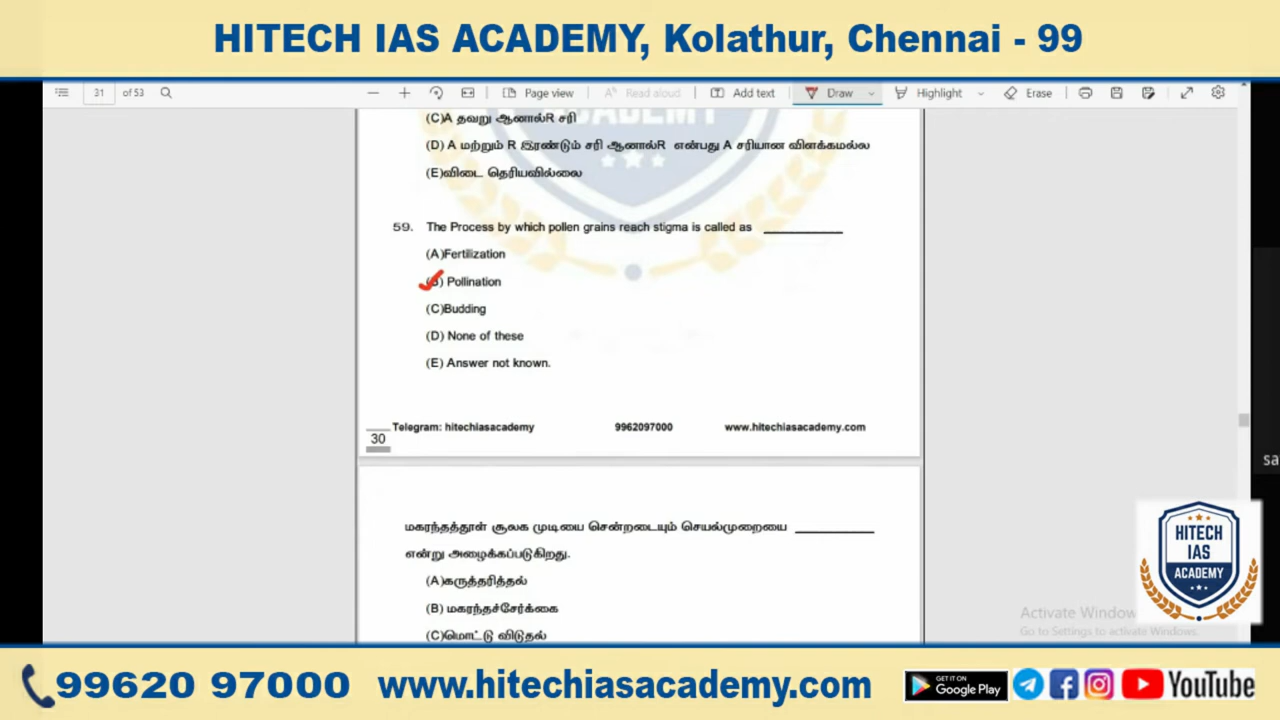 HITECH IAS ACADEMY, Kolathur, Chennai - 99
31 of 53 Page view Read aloud Add text Draw Highlight Erase
ACADEMY
(C)A தவறு ஆனால்R சரி
(D) A மற்றும் R இரண்டும் சரி ஆனால்R என்பது A சரியான விளக்கமல்ல
(E)விடை தெரியவில்லை
59. The Process by which pollen grains reach stigma is called as __________
(A)Fertilization
(B) Pollination
(C)Budding
(D) None of these
(E) Answer not known.
Telegram: hitechiasacademy 9962097000 www.hitechiasacademy.com
30
sa
மகரந்தத்தூள் சூலக முடியை சென்றடையும் செயல்முறையை __________
என்று அழைக்கப்படுகிறது.
(A)கருத்தரித்தல்
(B) மகரந்தச்சேர்க்கை
(C)மொட்டு விடுதல்
HITECH
IAS
ACADEMY
Activate Window
Go to Settings to activate Windows.
99620 97000 www.hitechiasacademy.com GET IT ON Google Play YouTube